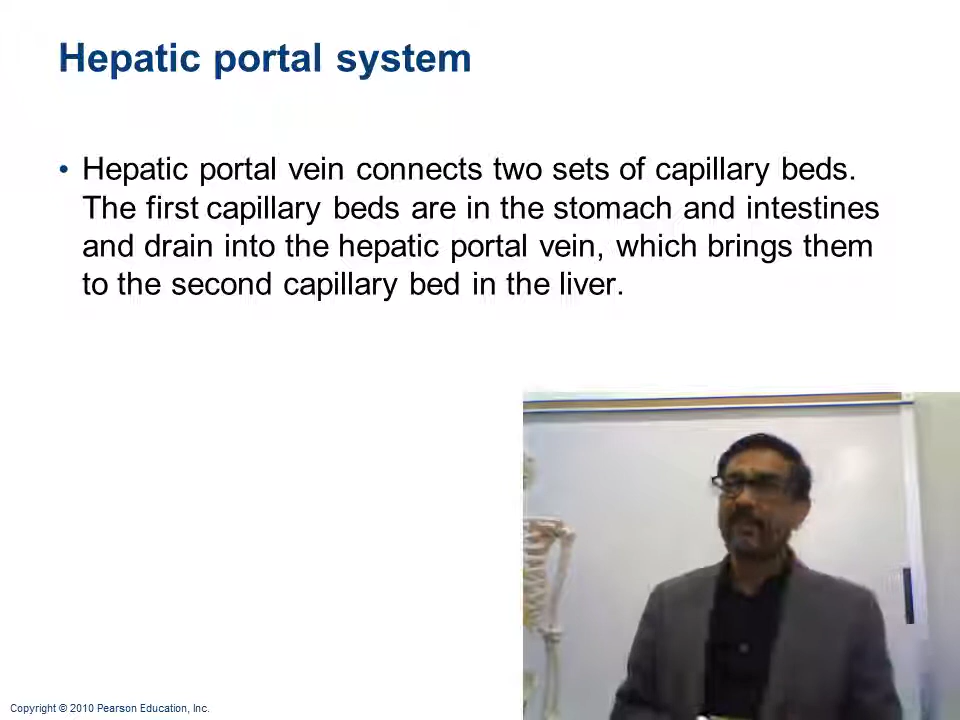 Hepatic portal system
• Hepatic portal vein connects two sets of capillary beds.
The first capillary beds are in the stomach and intestines
and drain into the hepatic portal vein, which brings them
to the second capillary bed in the liver.
Copyright © 2010 Pearson Education, Inc.